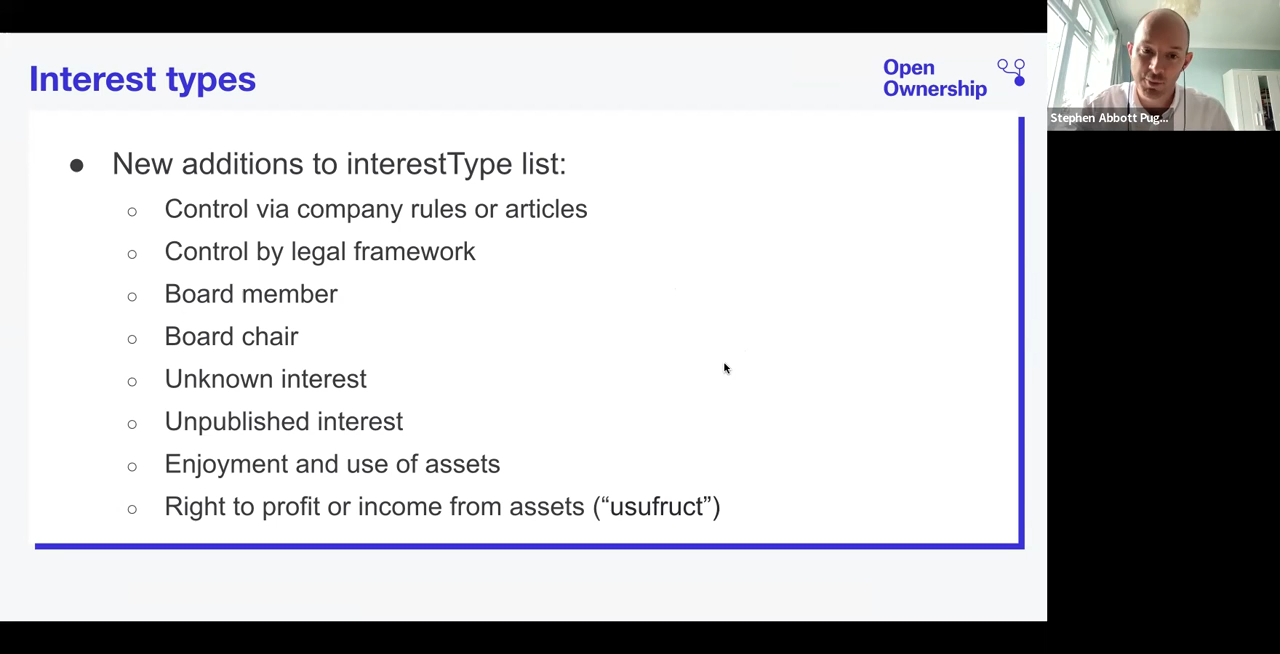 Interest types
Open
Ownership
Stephen Abbott Pug...
● New additions to interestType list:
○ Control via company rules or articles
○ Control by legal framework
○ Board member
○ Board chair
○ Unknown interest
○ Unpublished interest
○ Enjoyment and use of assets
○ Right to profit or income from assets (“usufruct”)